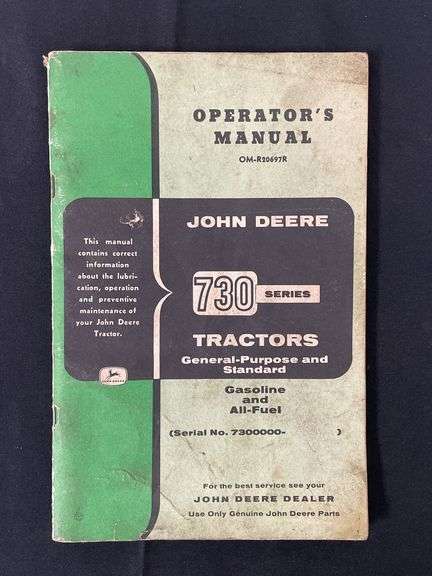 OPERATOR'S
MANUAL
OM-R20697R
This manual
contains correct
information
about the lubri-
cation, operation
and preventive
maintenance of
your John Deere
Tractor.
JOHN DEERE
JOHN DEERE
730 SERIES
TRACTORS
General-Purpose and
Standard
Gasoline
and
All-Fuel
(Serial No. 7300000- )
For the best service see your
JOHN DEERE DEALER
Use Only Genuine John Deere Parts